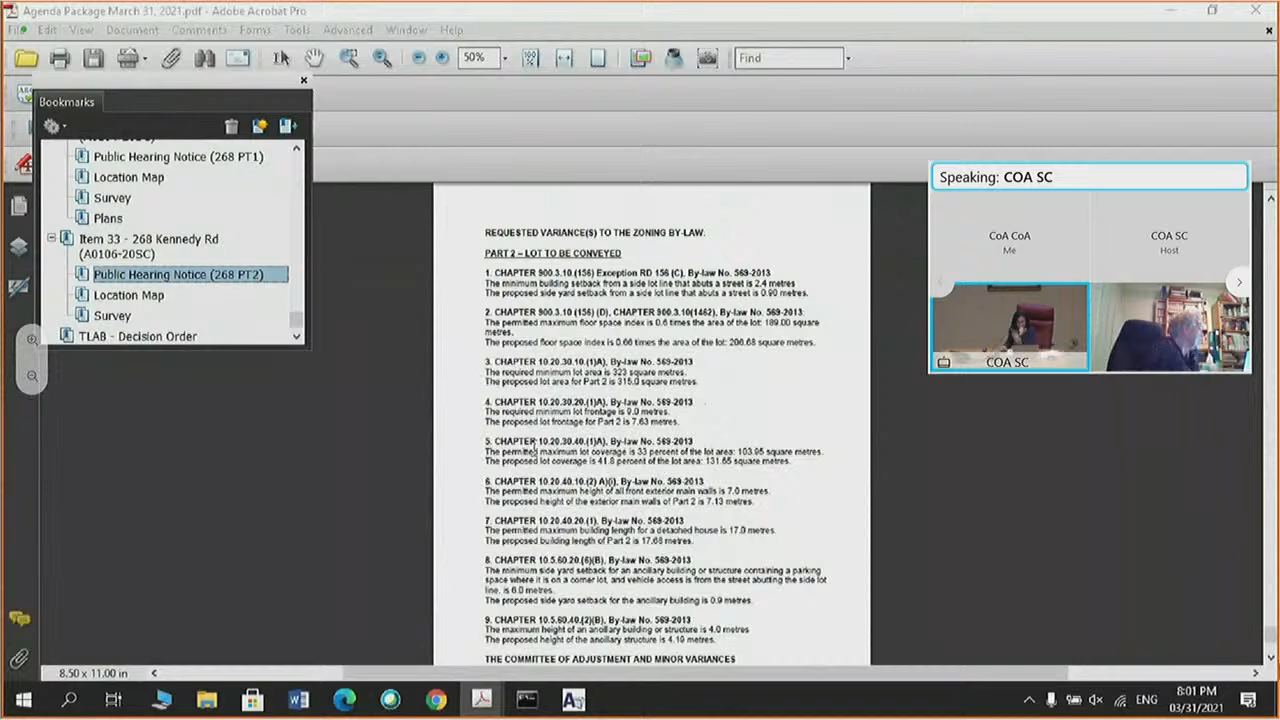 Agenda Package March 31, 2021.pdf - Adobe Acrobat Pro
File Edit View Document Comments Forms Tools Advanced Window Help
50%
Find
Bookmarks
Public Hearing Notice (268 PT1)
Location Map
Survey
Plans
Item 33 - 268 Kennedy Rd
(A0106-20SC)
Public Hearing Notice (268 PT2)
Location Map
Survey
TLAB - Decision Order
Speaking: COA SC
CoA CoA
Me
COA SC
Host
COA SC
REQUESTED VARIANCE(S) TO THE ZONING BY-LAW.
PART 2 – LOT TO BE CONVEYED
1. CHAPTER 900.3.10 (156) Exception RD 156 (C), By-law No. 569-2013
The minimum building setback from a side lot line that abuts a street is 2.4 metres
The proposed side yard setback from a side lot line that abuts a street is 0.90 metres.
2. CHAPTER 900.3.10 (156) (D), CHAPTER 900.3.10(1462), By-law No. 569-2013
The permitted maximum floor space index is 0.6 times the area of the lot: 189.00 square
metres.
The proposed floor space index is 0.66 times the area of the lot: 206.68 square metres.
3. CHAPTER 10.20.30.10.(1)A), By-law No. 569-2013
The required minimum lot area is 323 square metres.
The proposed lot area for Part 2 is 315.0 square metres.
4. CHAPTER 10.20.30.20.(1)A), By-law No. 569-2013
The required minimum lot frontage is 9.0 metres.
The proposed lot frontage for Part 2 is 7.63 metres.
5. CHAPTER 10.20.30.40.(1)A), By-law No. 569-2013
The permitted maximum lot coverage is 33 percent of the lot area: 103.95 square metres.
The proposed lot coverage is 41.8 percent of the lot area: 131.65 square metres.
6. CHAPTER 10.20.40.10.(2) A)(i), By-law No. 569-2013
The permitted maximum height of all front exterior main walls is 7.0 metres.
The proposed height of the exterior main walls of Part 2 is 7.13 metres.
7. CHAPTER 10.20.40.20.(1), By-law No. 569-2013
The permitted maximum building length for a detached house is 17.0 metres.
The proposed building length of Part 2 is 17.68 metres.
8. CHAPTER 10.5.60.20.(6)(B), By-law No. 569-2013
The minimum side yard setback for an ancillary building or structure containing a parking
space where it is on a corner lot, and vehicle access is from the street abutting the side lot
line, is 6.0 metres.
The proposed side yard setback for the ancillary building is 0.9 metres.
9. CHAPTER 10.5.60.40.(2)(B), By-law No. 569-2013
The maximum height of an ancillary building or structure is 4.0 metres
The proposed height of the ancillary structure is 4.19 metres.
THE COMMITTEE OF ADJUSTMENT AND MINOR VARIANCES
8.50 x 11.00 in
ENG
8:01 PM
03/31/2021